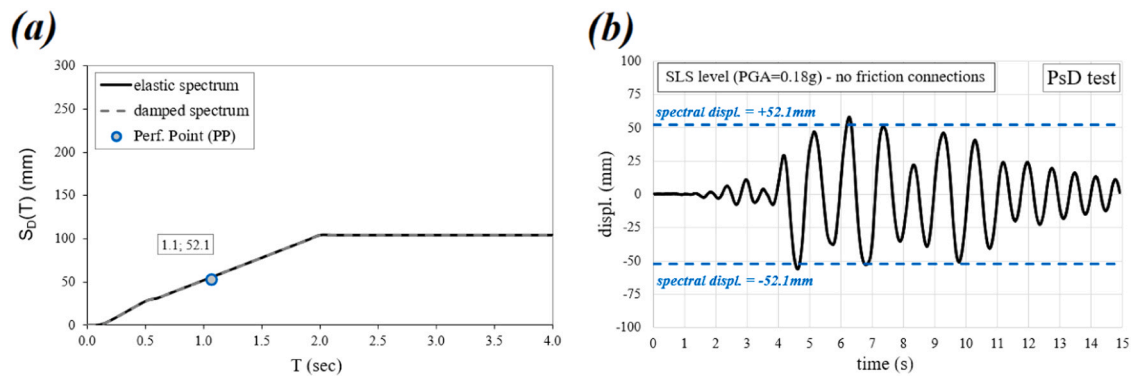 (a)
300
250
200
150
100
50
0
S_D(T) (mm)
elastic spectrum
damped spectrum
Perf. Point (PP)
1.1; 52.1
0.0 0.5 1.0 1.5 2.0 2.5 3.0 3.5 4.0
T (sec)
(b)
100
75
50
25
0
-25
-50
-75
-100
displ. (mm)
SLS level (PGA=0.18g) - no friction connections
PsD test
spectral displ. = +52.1mm
spectral displ. = -52.1mm
0 1 2 3 4 5 6 7 8 9 10 11 12 13 14 15
time (s)